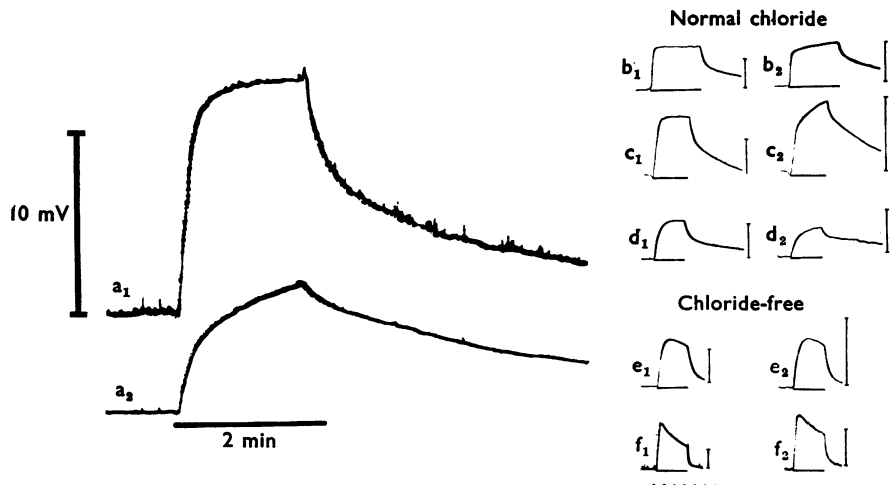 Normal chloride
b1
b2
10 mV
c1
c2
d1
d2
a1
Chloride-free
a2
e1
e2
2 min
f1
f2